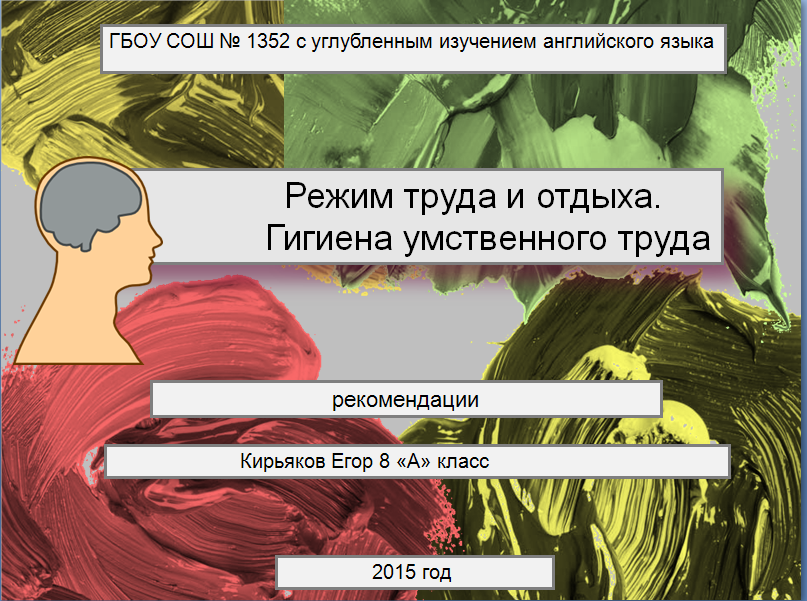 ГБОУ СОШ № 1352 с углубленным изучением английского языка
Режим труда и отдыха.
Гигиена умственного труда
рекомендации
Кирьяков Егор 8 «А» класс
2015 год